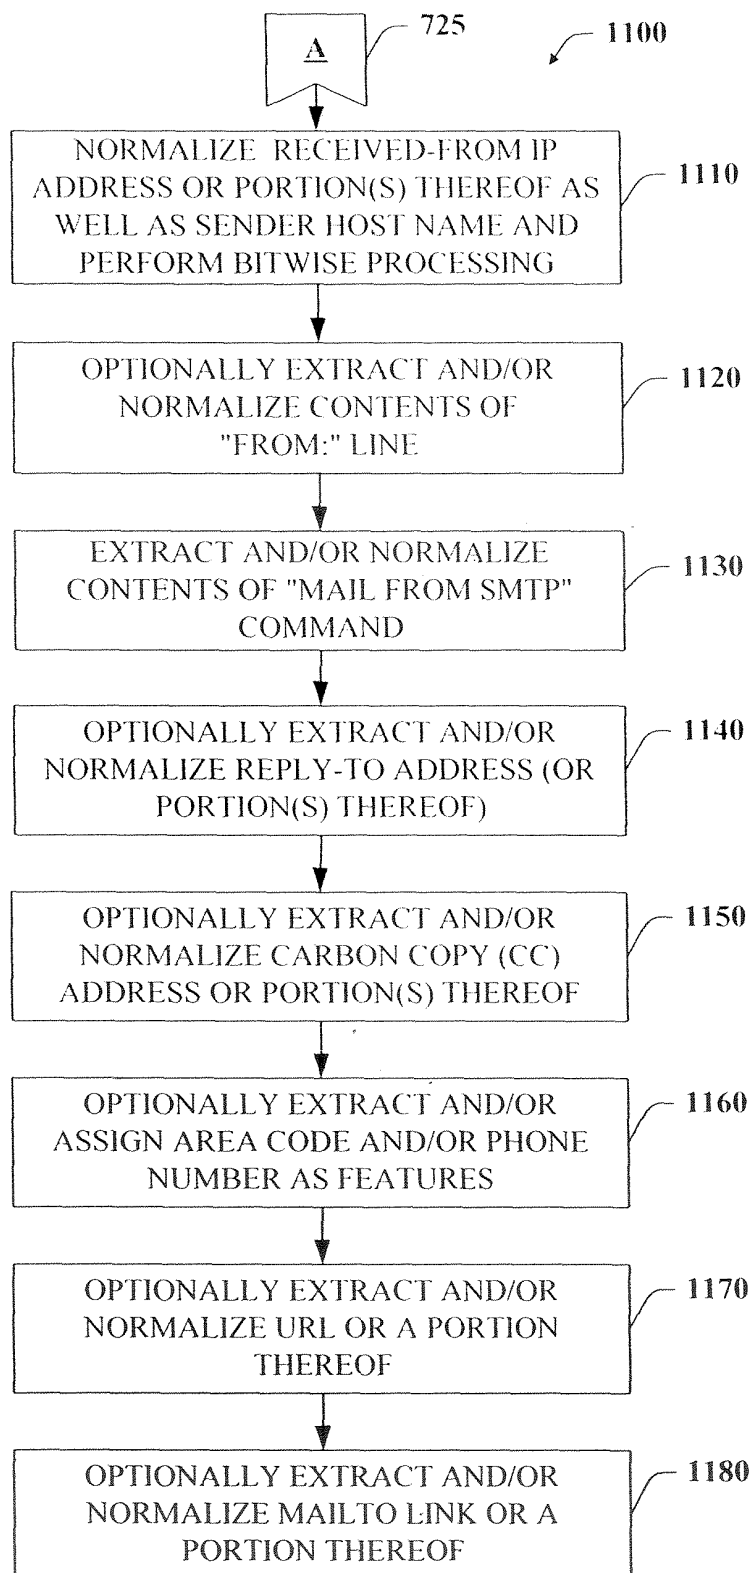 A
725
1100
NORMALIZE RECEIVED-FROM IP
ADDRESS OR PORTION(S) THEREOF AS
WELL AS SENDER HOST NAME AND
PERFORM BITWISE PROCESSING
1110
OPTIONALLY EXTRACT AND/OR
NORMALIZE CONTENTS OF
"FROM:" LINE
1120
EXTRACT AND/OR NORMALIZE
CONTENTS OF "MAIL FROM SMTP"
COMMAND
1130
OPTIONALLY EXTRACT AND/OR
NORMALIZE REPLY-TO ADDRESS (OR
PORTION(S) THEREOF)
1140
OPTIONALLY EXTRACT AND/OR
NORMALIZE CARBON COPY (CC)
ADDRESS OR PORTION(S) THEREOF
1150
OPTIONALLY EXTRACT AND/OR
ASSIGN AREA CODE AND/OR PHONE
NUMBER AS FEATURES
1160
OPTIONALLY EXTRACT AND/OR
NORMALIZE URL OR A PORTION
THEREOF
1170
OPTIONALLY EXTRACT AND/OR
NORMALIZE MAILTO LINK OR A
PORTION THEREOF
1180